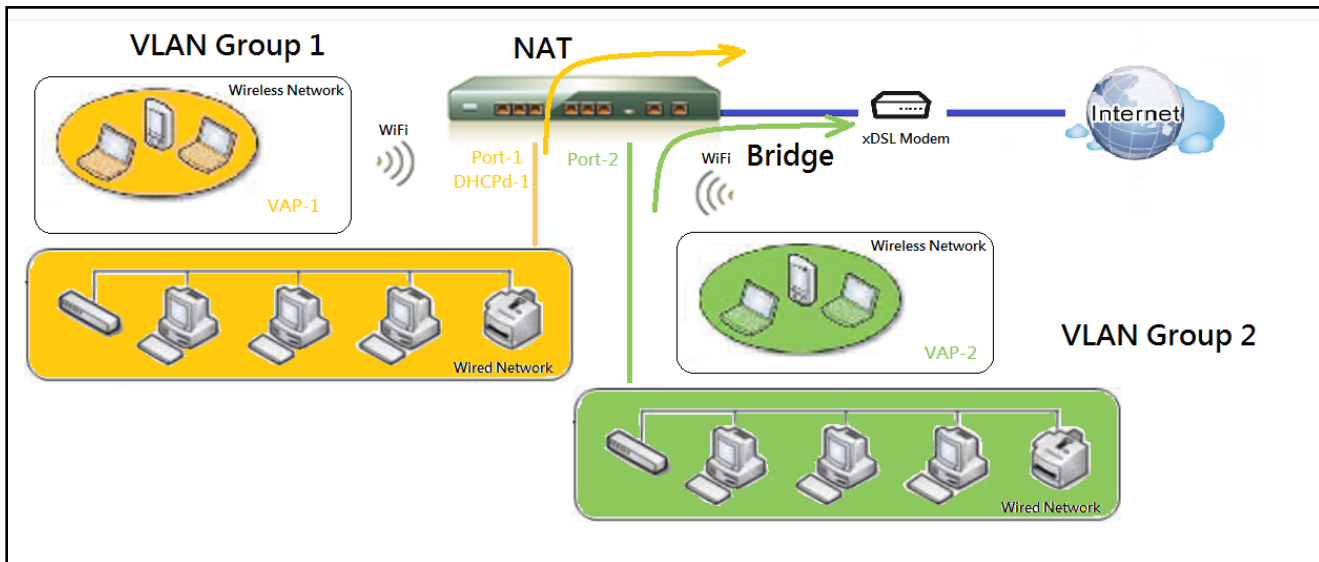 VLAN Group 1
NAT
Wireless Network
WiFi
VAP-1
Port-1
DHCPd-1
Port-2
WiFi
Bridge
xDSL Modem
Internet
Wired Network
Wireless Network
VAP-2
VLAN Group 2
Wired Network